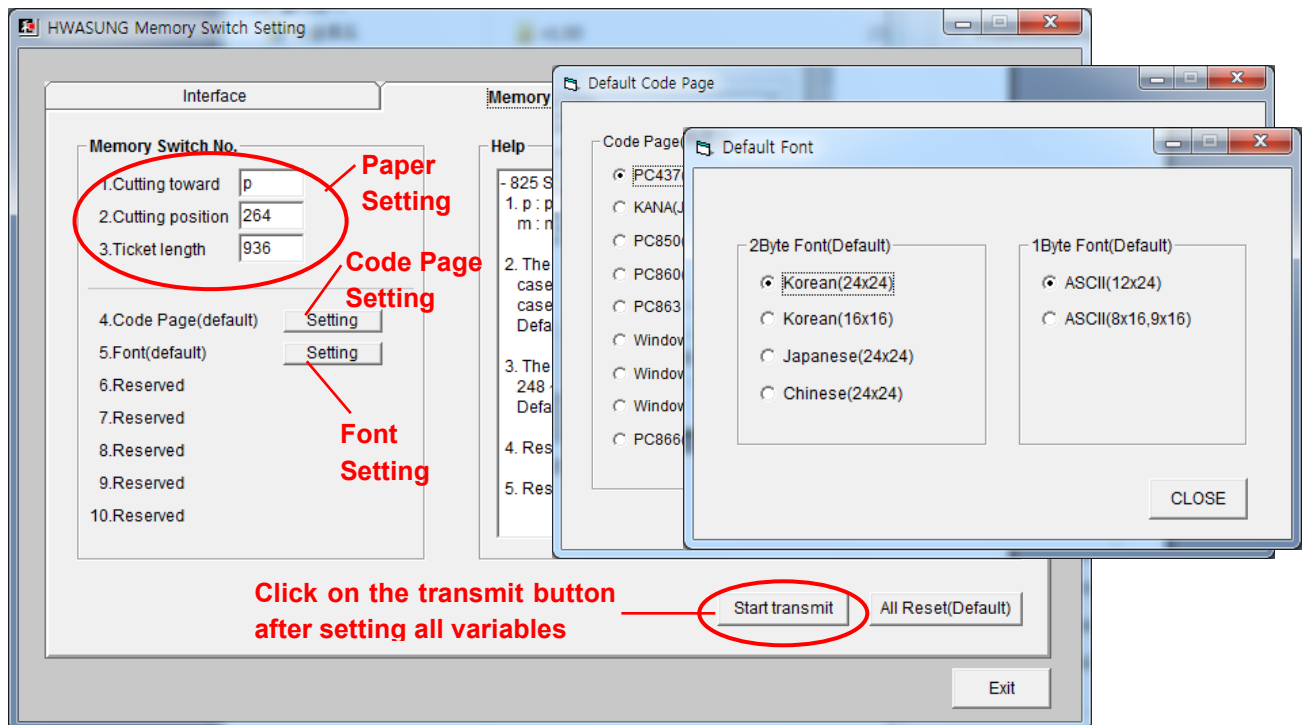 HWASUNG Memory Switch Setting
Interface
Memory
Memory Switch No.
1.Cutting toward p
2.Cutting position 264
3.Ticket length 936
4.Code Page(default) Setting
5.Font(default) Setting
6.Reserved
7.Reserved
8.Reserved
9.Reserved
10.Reserved
Paper
Setting
Code Page
Setting
Font
Setting
Help
- 825 S
1. p : p
m : m
2. The
case
case
Defa
3. The
248 -
Defa
4. Res
5. Res
Default Code Page
Code Page(
PC437(
KANA(J
PC850(
PC860(
PC863
Window
Window
Window
PC866(
Default Font
2Byte Font(Default)
Korean(24x24)
Korean(16x16)
Japanese(24x24)
Chinese(24x24)
1Byte Font(Default)
ASCII(12x24)
ASCII(8x16,9x16)
CLOSE
Click on the transmit button
after setting all variables
Start transmit
All Reset(Default)
Exit